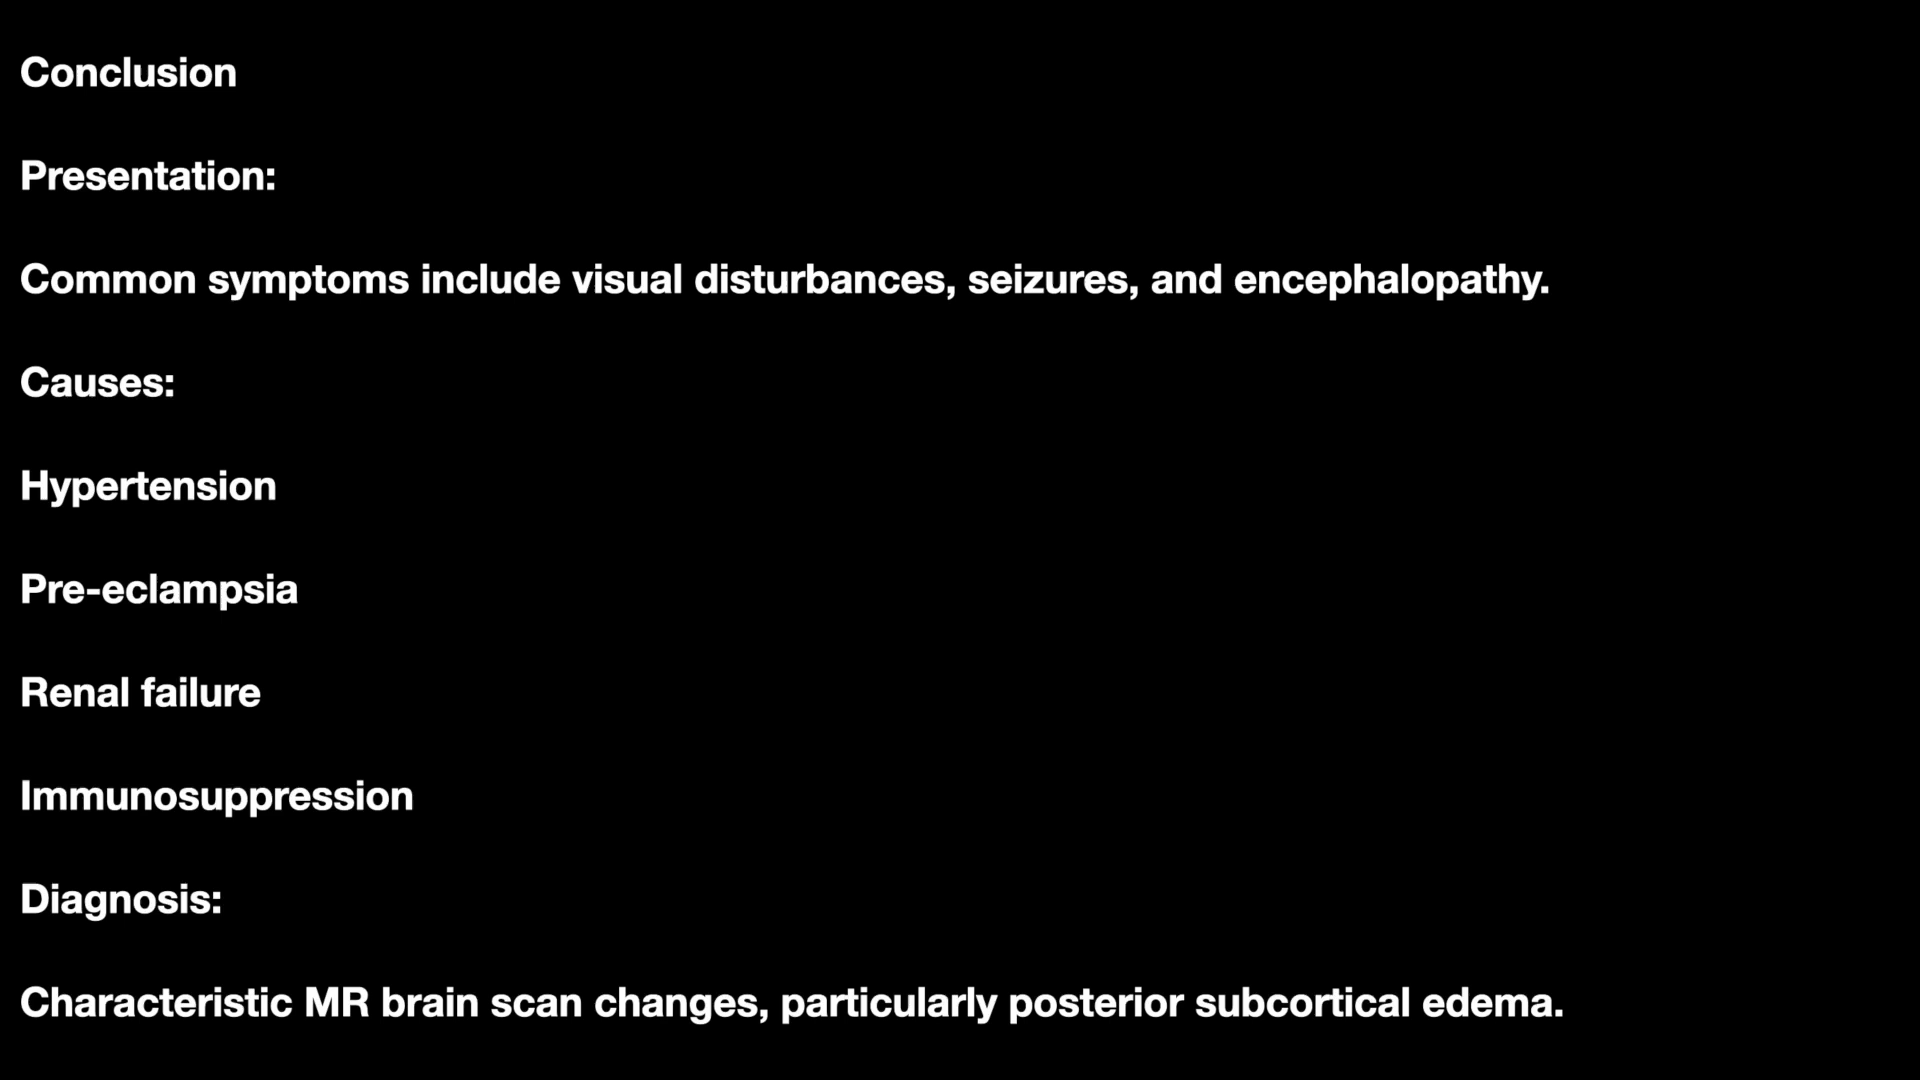 Conclusion
Presentation:
Common symptoms include visual disturbances, seizures, and encephalopathy.
Causes:
Hypertension
Pre-eclampsia
Renal failure
Immunosuppression
Diagnosis:
Characteristic MR brain scan changes, particularly posterior subcortical edema.